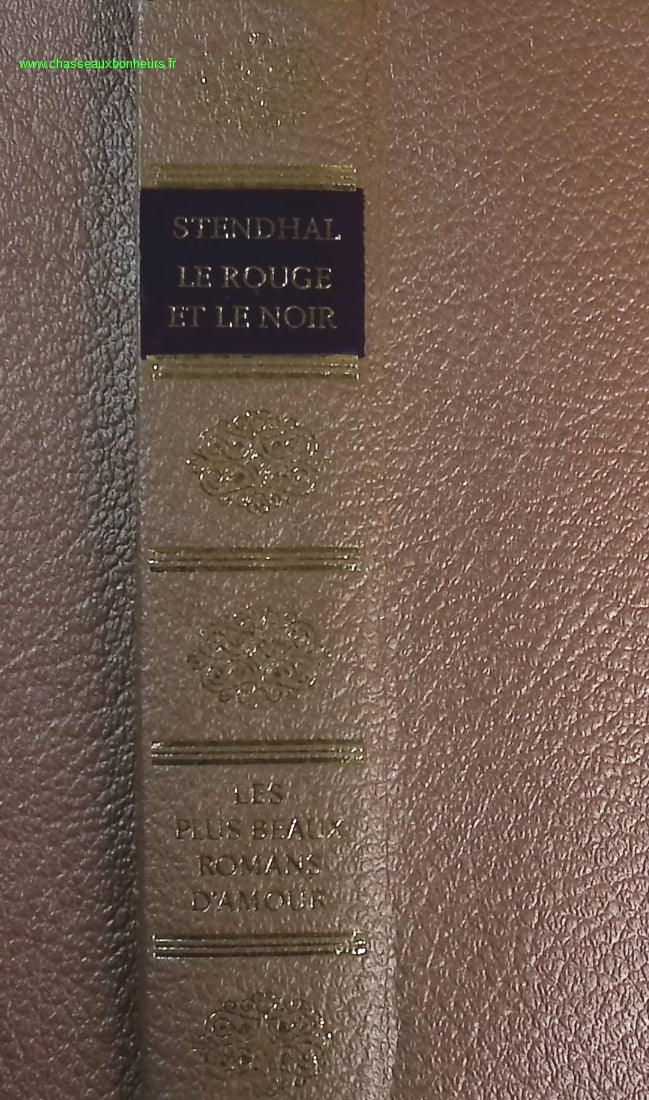 www.chasseauxbonheurs.fr
STENDHAL
LE ROUGE
ET LE NOIR
LES
PLUS BEAUX
ROMANS
D'AMOUR